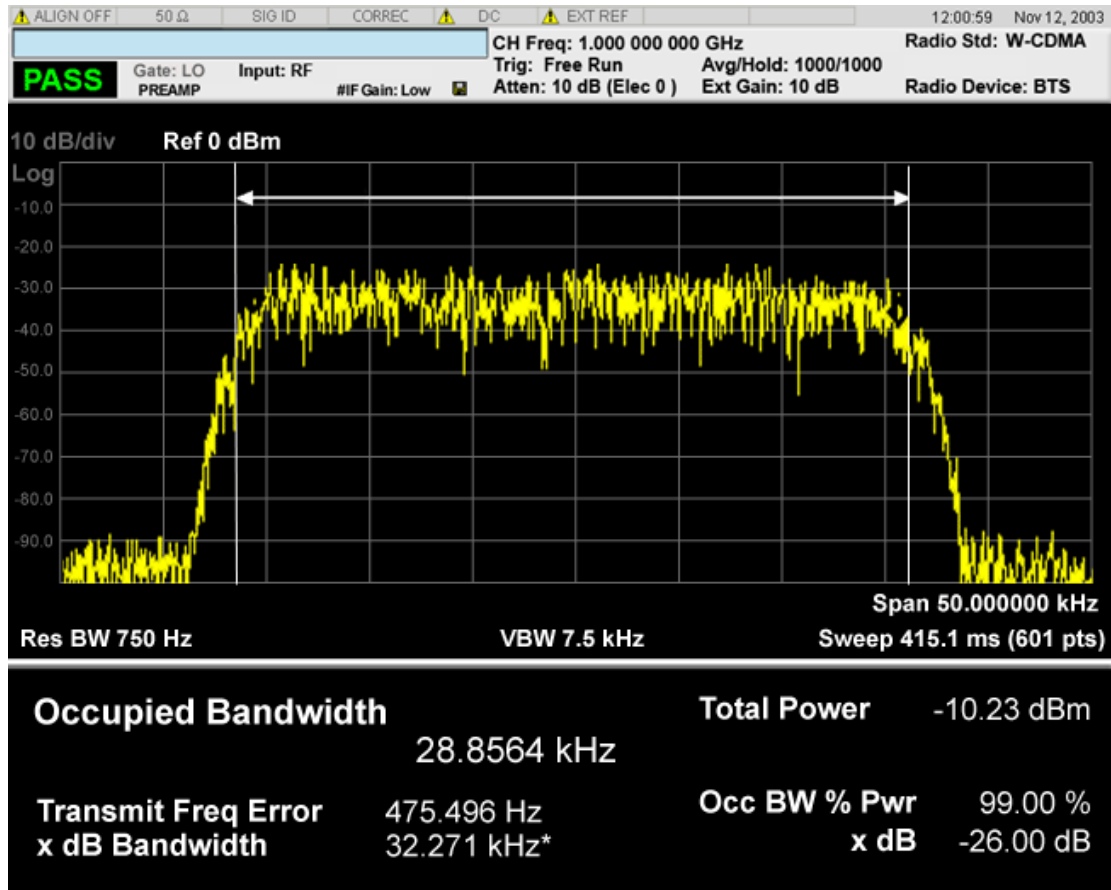 ALIGN OFF 50 Ω SIG ID CORREC DC EXT REF 12:00:59 Nov 12, 2003
CH Freq: 1.000 000 000 GHz Radio Std: W-CDMA
PASS Gate: LO Input: RF Trig: Free Run Avg/Hold: 1000/1000
PREAMP #IF Gain: Low Atten: 10 dB (Elec 0 ) Ext Gain: 10 dB Radio Device: BTS
10 dB/div Ref 0 dBm
Log
-10.0
-20.0
-30.0
-40.0
-50.0
-60.0
-70.0
-80.0
-90.0
Span 50.000000 kHz
Res BW 750 Hz VBW 7.5 kHz Sweep 415.1 ms (601 pts)
Occupied Bandwidth Total Power -10.23 dBm
28.8564 kHz
Transmit Freq Error 475.496 Hz Occ BW % Pwr 99.00 %
x dB Bandwidth 32.271 kHz* x dB -26.00 dB